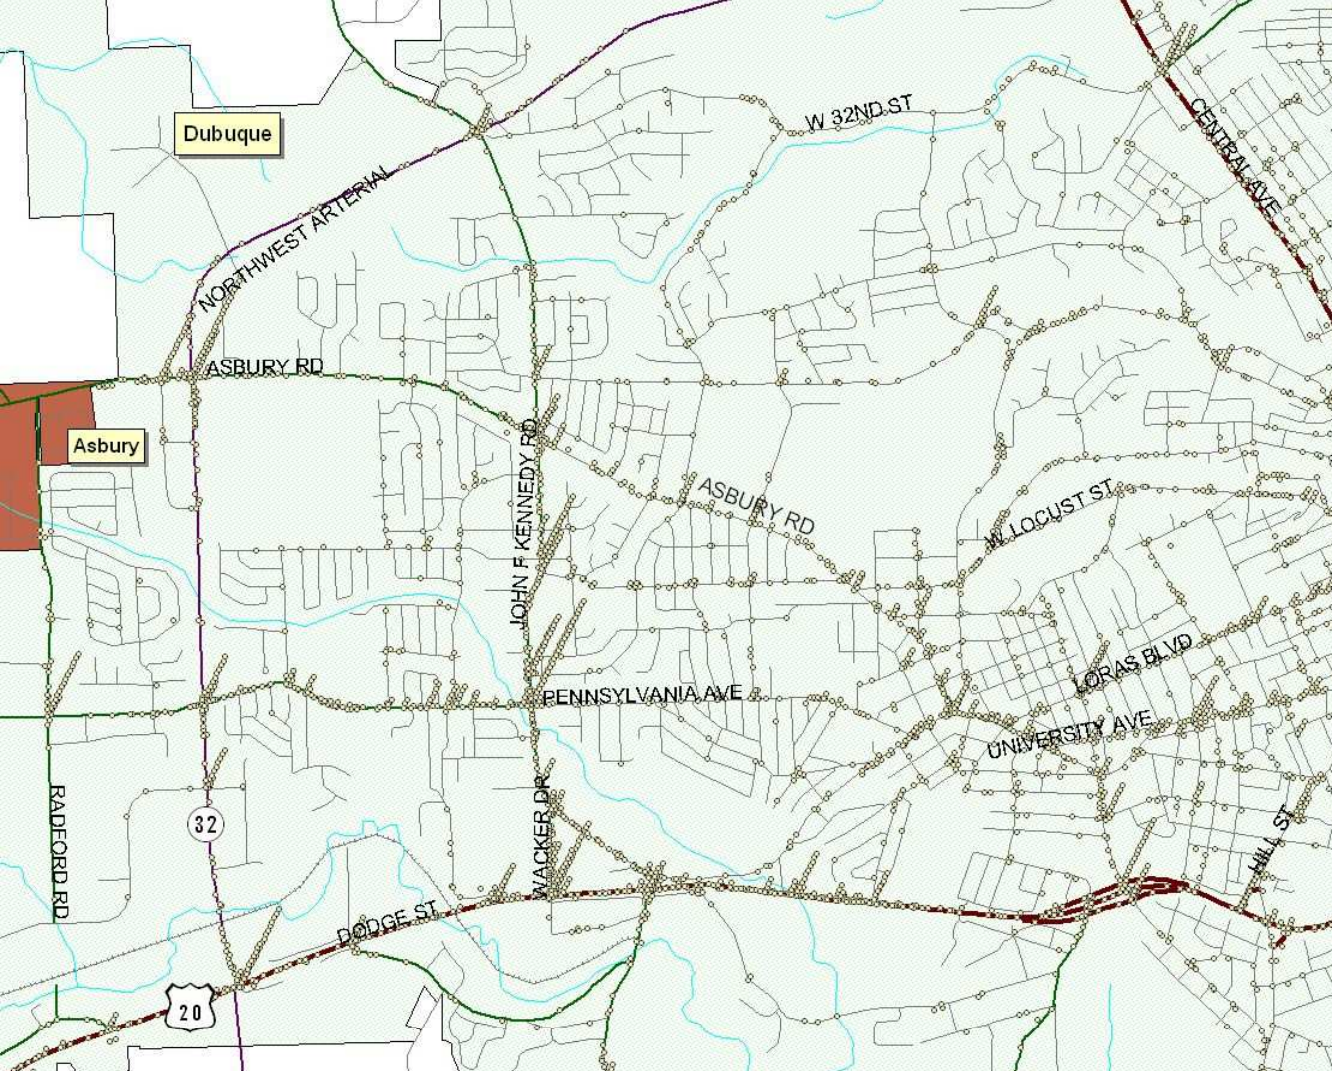 W 32ND ST
CENTRAL AVE
Dubuque
NORTHWEST ARTERIAL
ASBURY RD
Asbury
JOHN F KENNEDY RD
ASBURY RD
W LOCUST ST
LORAS BLVD
PENNSYLVANIA AVE
UNIVERSITY AVE
RADFORD RD
32
WACKER DR
HILL ST
DODGE ST
20